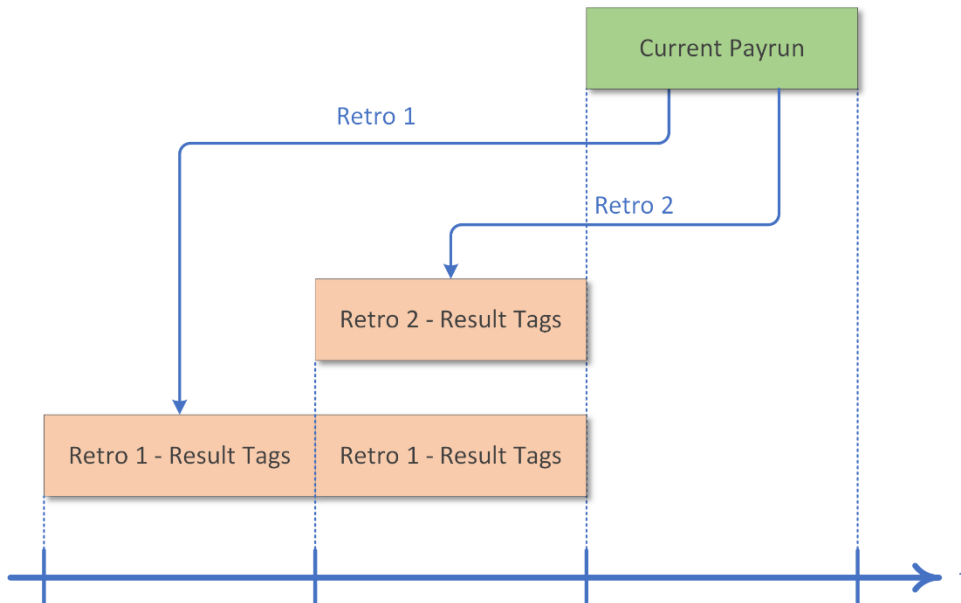 Current Payrun
Retro 1
Retro 2
Retro 2 - Result Tags
Retro 1 - Result Tags
Retro 1 - Result Tags